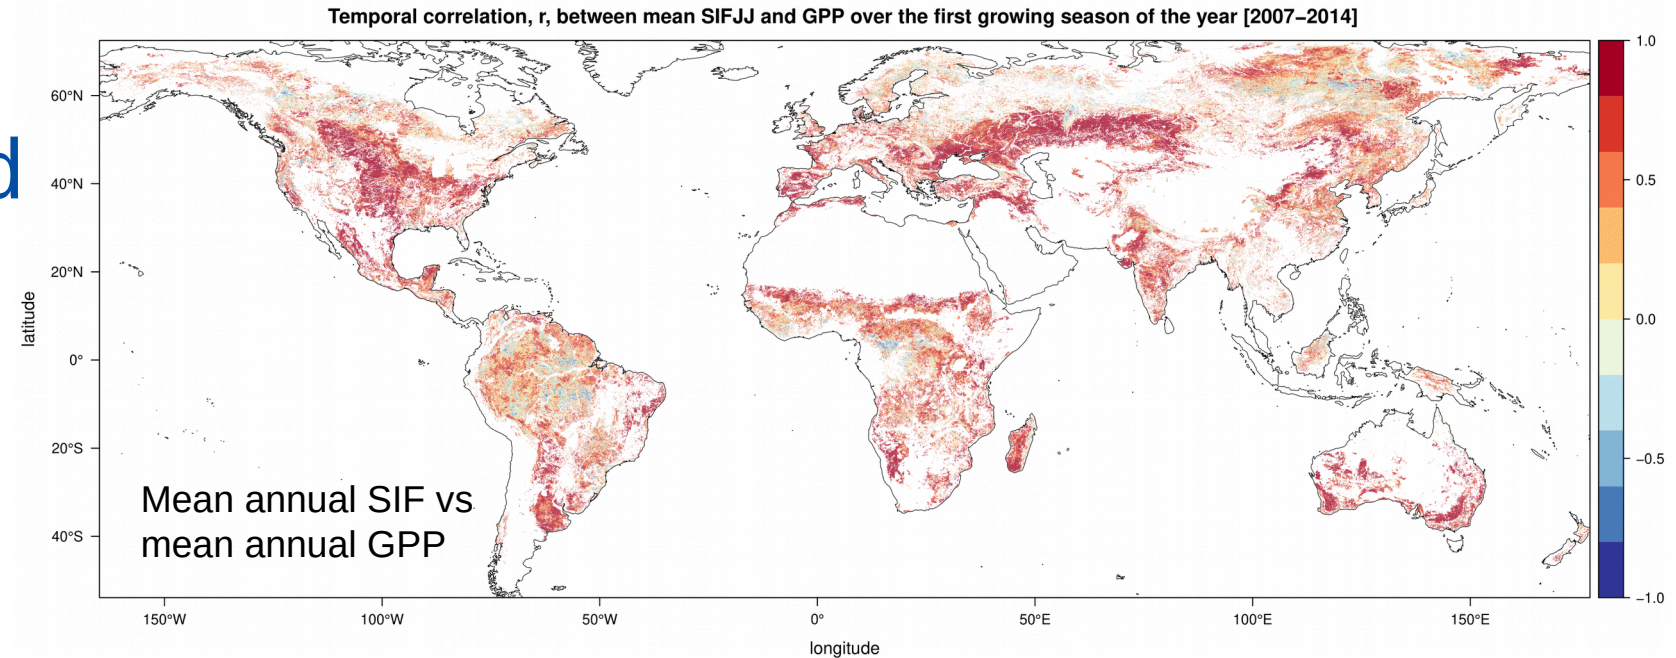 Temporal correlation, r, between mean SIFJJ and GPP over the first growing season of the year [2007−2014]
d
1.0
0.5
0.0
−0.5
−1.0
60°N
40°N
20°N
0°
20°S
40°S
latitude
Mean annual SIF vs
mean annual GPP
150°W 100°W 50°W 0° 50°E 100°E 150°E
longitude